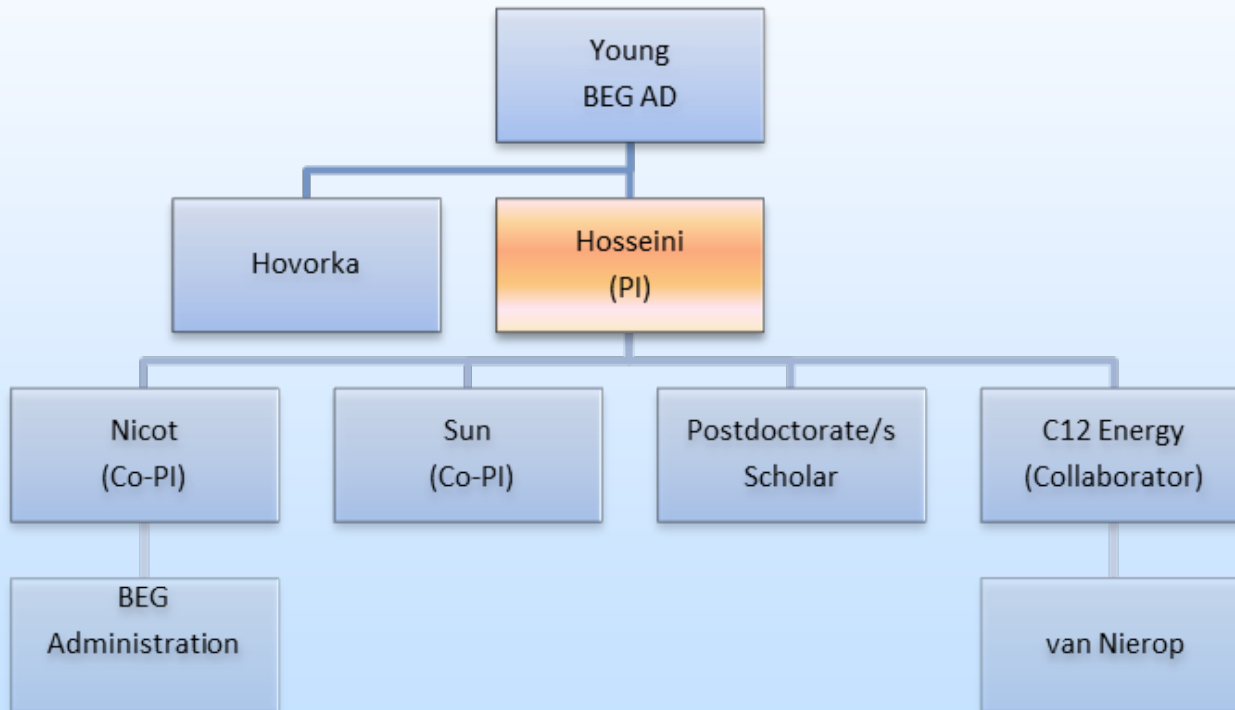 Young
BEG AD
Hovorka
Hosseini
(PI)
Nicot
(Co-PI)
Sun
(Co-PI)
Postdoctorate/s
Scholar
C12 Energy
(Collaborator)
BEG
Administration
van Nierop